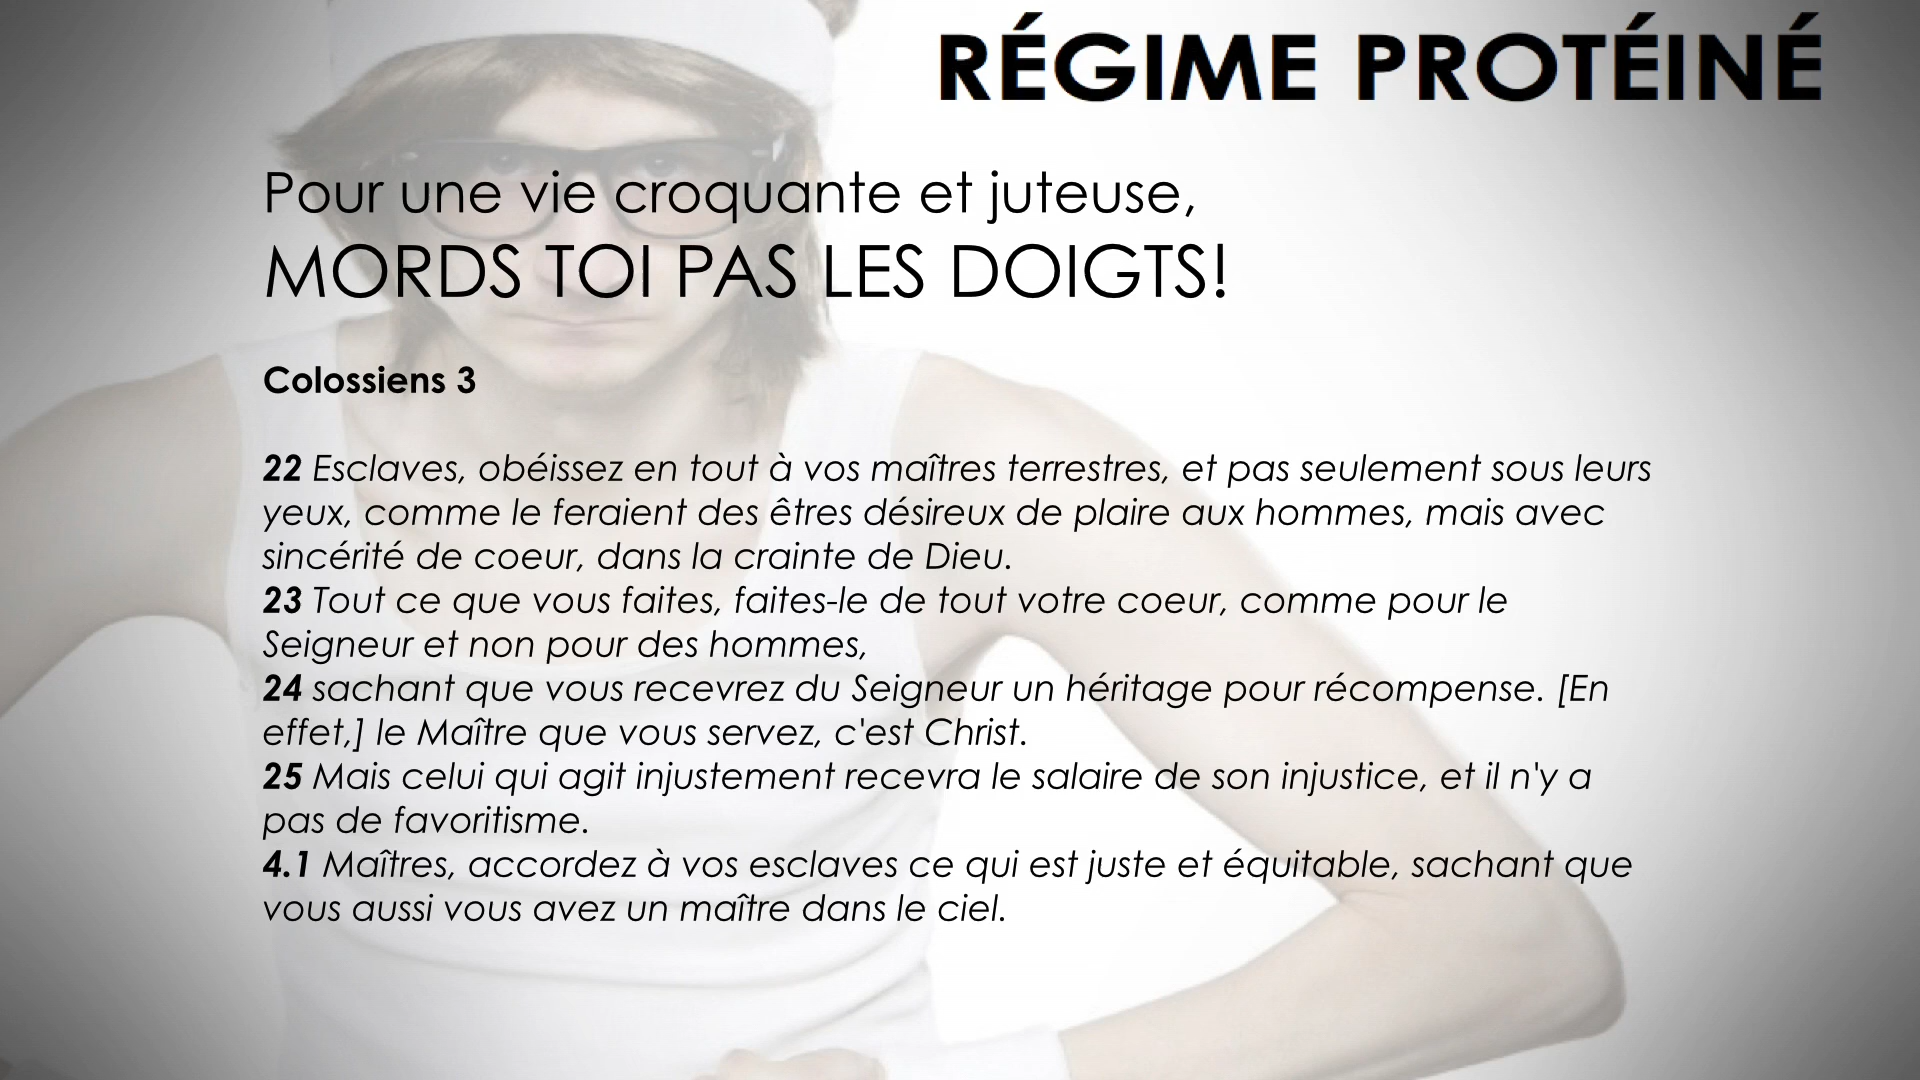 RÉGIME PROTÉINÉ
Pour une vie croquante et juteuse,
MORDS TOI PAS LES DOIGTS!
Colossiens 3
22 Esclaves, obéissez en tout à vos maîtres terrestres, et pas seulement sous leurs
yeux, comme le feraient des êtres désireux de plaire aux hommes, mais avec
sincérité de coeur, dans la crainte de Dieu.
23 Tout ce que vous faites, faites-le de tout votre coeur, comme pour le
Seigneur et non pour des hommes,
24 sachant que vous recevrez du Seigneur un héritage pour récompense. [En
effet,] le Maître que vous servez, c'est Christ.
25 Mais celui qui agit injustement recevra le salaire de son injustice, et il n'y a
pas de favoritisme.
4.1 Maîtres, accordez à vos esclaves ce qui est juste et équitable, sachant que
vous aussi vous avez un maître dans le ciel.